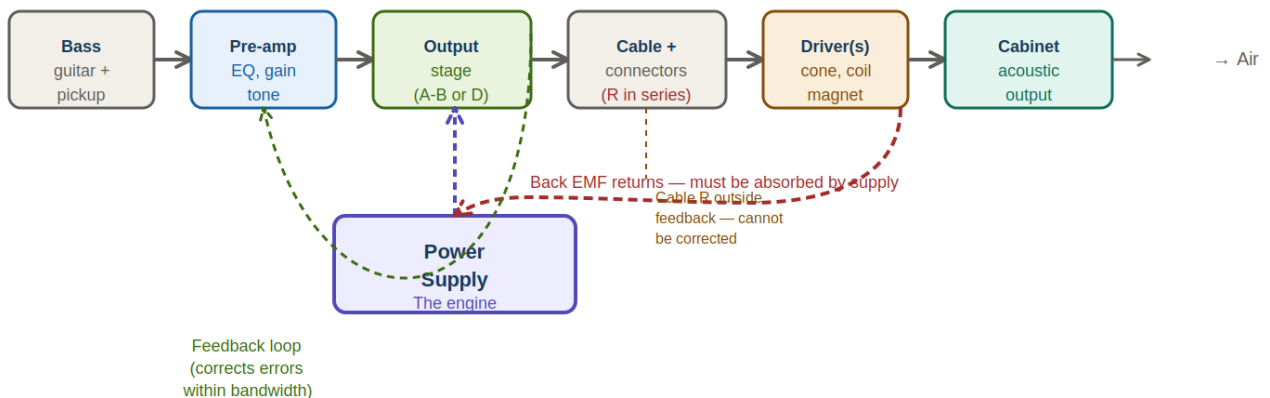 Bass
guitar +
pickup
Pre-amp
EQ, gain
tone
Output
stage
(A-B or D)
Cable +
connectors
(R in series)
Driver(s)
cone, coil
magnet
Cabinet
acoustic
output
→ Air
Back EMF returns — must be absorbed by supply
Cable R outside
feedback — cannot
be corrected
Power
Supply
The engine
Feedback loop
(corrects errors
within bandwidth)